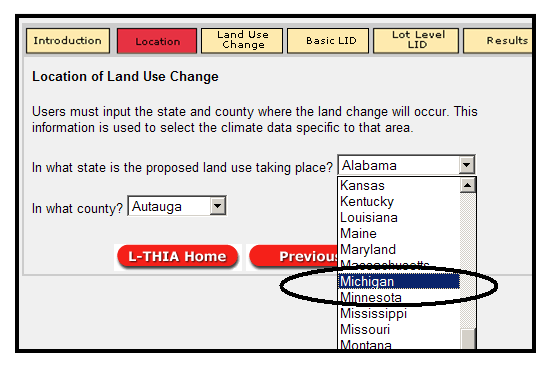 Introduction
Location
Land Use
Change
Basic LID
Lot Level
LID
Results
Location of Land Use Change
Users must input the state and county where the land change will occur. This
information is used to select the climate data specific to that area.
In what state is the proposed land use taking place? Alabama
Kansas
Kentucky
Louisiana
Maine
Maryland
Massachusetts
Michigan
Minnesota
Mississippi
Missouri
Montana
In what county? Autauga
L-THIA Home
Previou